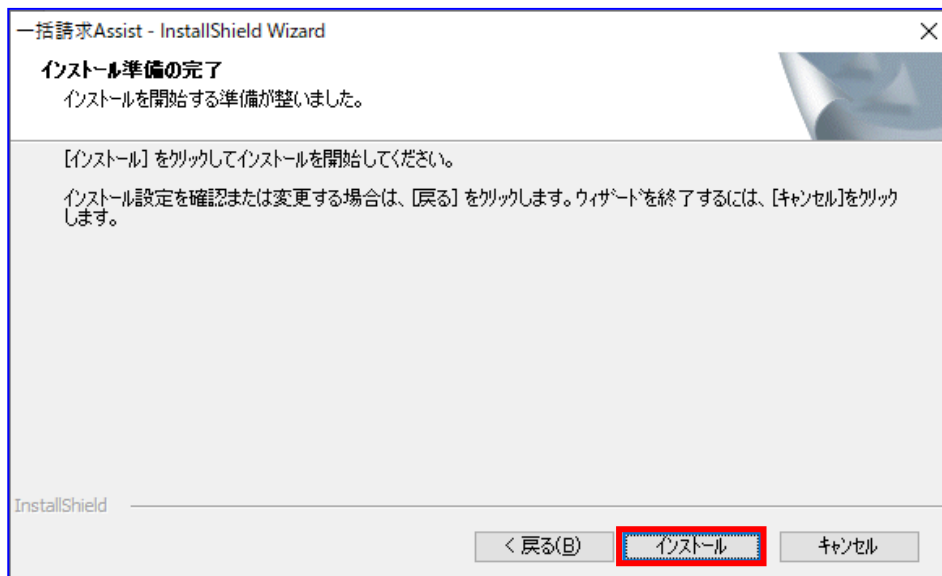 一括請求Assist - InstallShield Wizard
インストール準備の完了
インストールを開始する準備が整いました。
[インストール] をクリックしてインストールを開始してください。
インストール設定を確認または変更する場合は、[戻る] をクリックします。ウィザードを終了するには、[キャンセル]をクリック
します。
InstallShield
< 戻る(B) インストール キャンセル